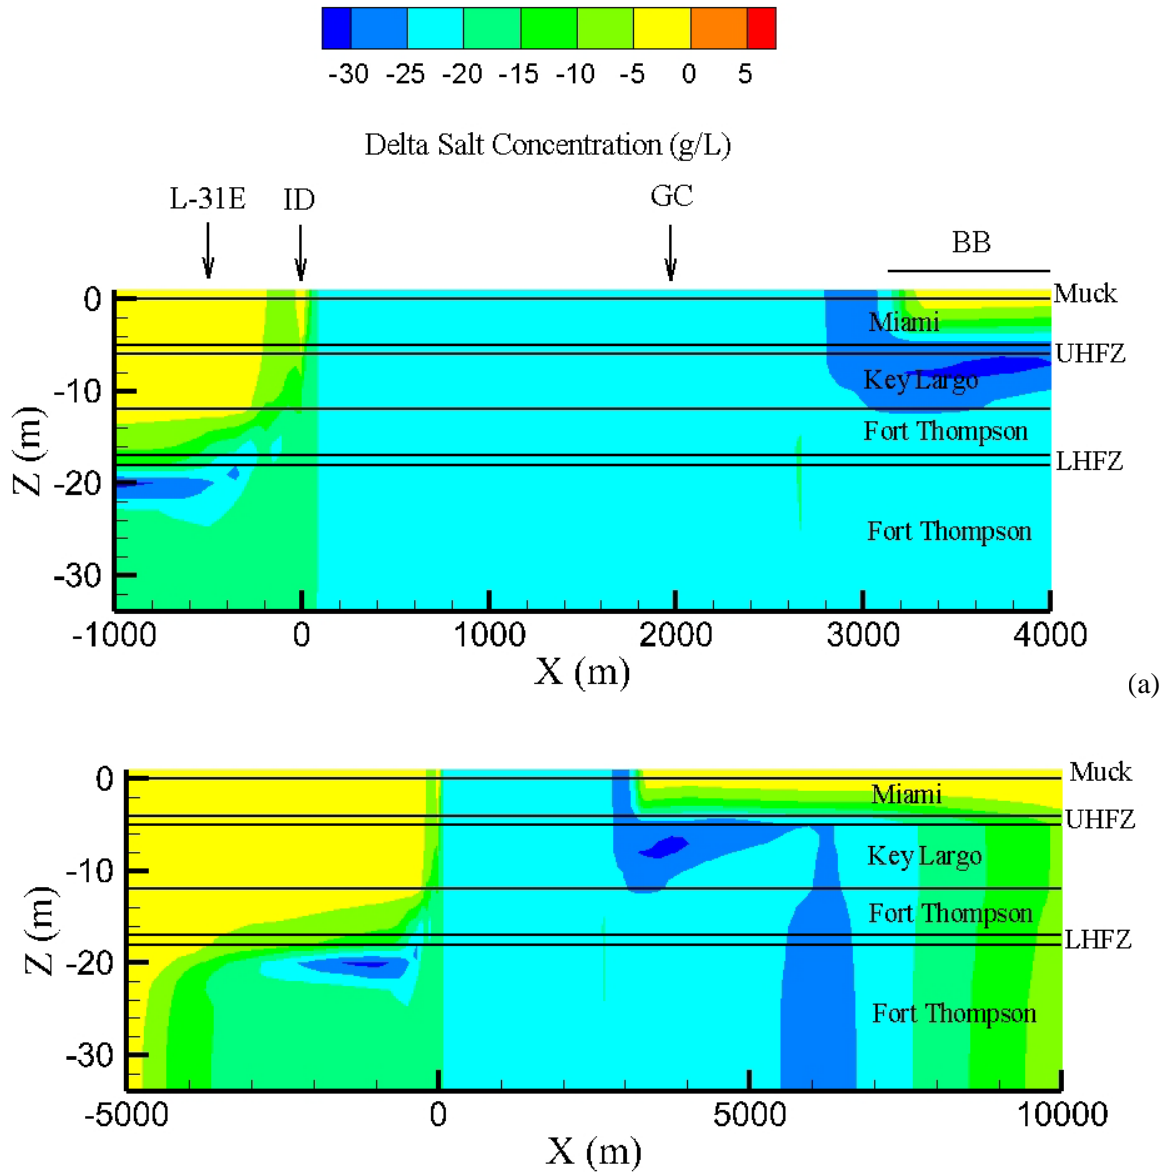 -30 -25 -20 -15 -10 -5 0 5
Delta Salt Concentration (g/L)
L-31E ID GC BB
0 Muck
Miami
UHFZ
-10 Key Largo
Fort Thompson
LHFZ
-20
Fort Thompson
-30
Z (m)
-1000 0 1000 2000 3000 4000
X (m)
(a)
0 Muck
Miami
UHFZ
-10 Key Largo
Fort Thompson
LHFZ
-20
Fort Thompson
-30
Z (m)
-5000 0 5000 10000
X (m)